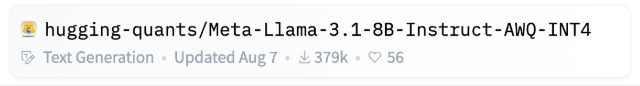 hugging-quants/Meta-Llama-3.1-8B-Instruct-AWQ-INT4
Text Generation • Updated Aug 7 • 379k • 56